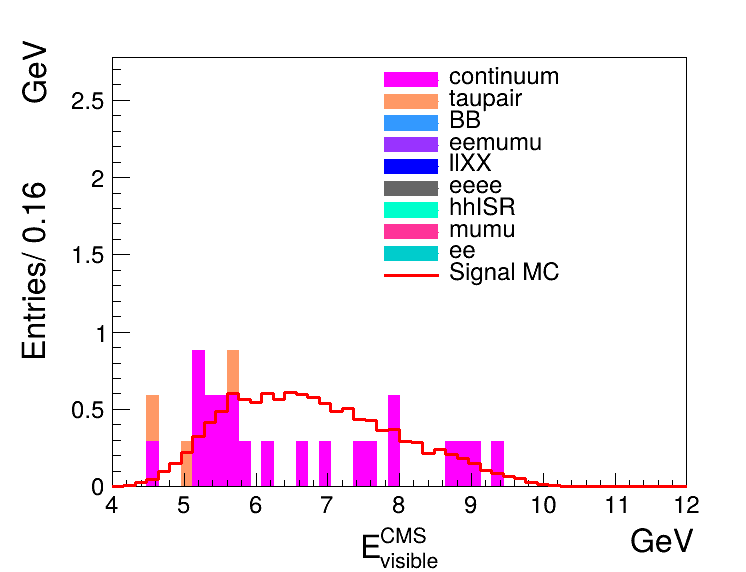 continuum
taupair
BB
eemumu
llXX
eeee
hhISR
mumu
ee
Signal MC
Entries/ 0.16 GeV
2.5
2
1.5
1
0.5
0
4 5 6 7 8 9 10 11 12
E^CMS_visible GeV